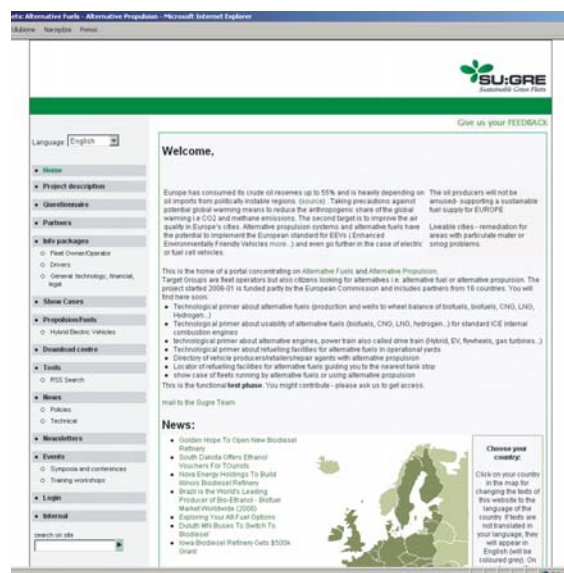 ets: Alternative Fuels - Alternative Propulsion - Microsoft Internet Explorer
Ulubione Narzędzia Pomoc
SU:GRE
Sustainable Green Fleets
Give us your FEEDBACK
Language: English
Home
Project description
Questionnaire
Partners
Info packages
Fleet Owner/Operator
Drivers
General: technology, financial,
legal
Show Cases
Propulsion/Fuels
Hybrid Electric Vehicles
Download centre
Tools
RSS Search
News
Policies
Technical
Newsletters
Events
Symposia and conferences
Training workshops
Login
Internal
search on site
Welcome,
Europe has consumed its crude oil reserves up to 55% and is heavily depending on
oil imports from politically instable regions. (source). Taking precautions against
potential global warming means to reduce the anthropogenic share of the global
warming i.e CO2 and methane emissions. The second target is to improve the air
quality in Europe's cities. Alternative propulsion systems and alternative fuels have
the potential to implement the European standard for EEVs ( Enhanced
Environmentally Friendly Vehicles more..) and even go further in the case of electric
or fuel cell vehicles.
The oil producers will not be
amused- supporting a sustainable
fuel supply for EUROPE.
Liveable cities - remediation for
areas with particulate mater or
smog problems.
This is the home of a portal concentrating on Alternative Fuels and Alternative Propulsion.
Target Groups are fleet operators but also citizens looking for alternatives i.e. alternative fuel or alternative propulsion. The
project started 2006-01 is funded partly by the European Commission and includes partners from 16 countries. You will
find here soon:
Technological primer about alternative fuels (production and wells to wheel balance of biofuels, biofuels, CNG, LNG,
Hydrogen...)
Technological primer about usability of alternative fuels (biofuels, CNG, LNG, hydrogen..) for standard ICE internal
combustion engines
technological primer about alternative engines, power train also called drive train (Hybrid, EV, flywheels, gas turbines...)
Technological primer about refuelling facilities for alternative fuels in operational yards
Directory of vehicle producers/retailers/repair agents with alternative propulsion
Locator of refuelling facilities for alternative fuels guiding you to the nearest tank stop
show case of fleets running by alternative fuels or using alternative propulsion
This is the functional test phase. You might contribute - please ask us to get access.
mail to the Sugre Team
News:
Golden Hope To Open New Biodiesel
Refinery
South Dakota Offers Ethanol
Vouchers For TOurists
Nova Energy Holdings To Build
Illinois Biodiesel Refinery
Brazil is the World's Leading
Producer of Bio-Ethanol - Biofuel
Market Worldwide (2006)
Exploring Your Alt-Fuel Options
Duluth MN Buses To Switch To
Biodiesel
Iowa Biodiesel Refinery Gets $500k
Grant
Choose your
country:
Click on your country
in the map for
changing the texts of
this website to the
language of the
country. If texts are
not translated in
your language, they
will appear in
English (will be
coloured grey). On